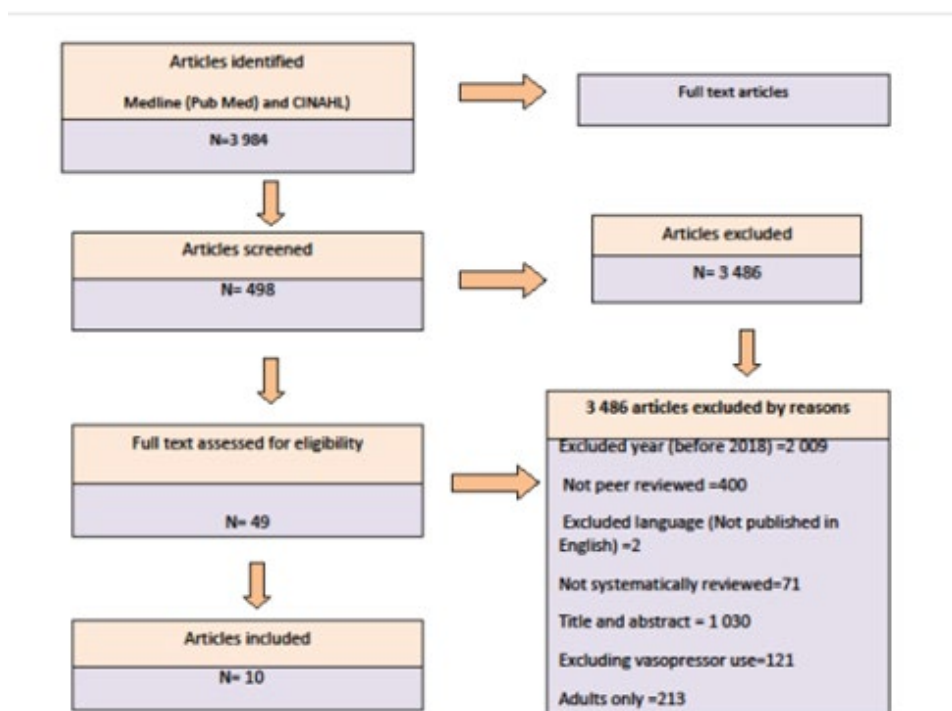 Articles identified
Medline (Pub Med) and CINAHL)
N=3 984
Full text articles
Articles screened
N= 498
Articles excluded
N= 3 486
Full text assessed for eligibility
N= 49
3 486 articles excluded by reasons
Excluded year (before 2018) =2 009
Not peer reviewed =400
Excluded language (Not published in
English) =2
Not systematically reviewed=71
Title and abstract = 1 030
Excluding vasopressor use=121
Adults only =213
Articles included
N= 10